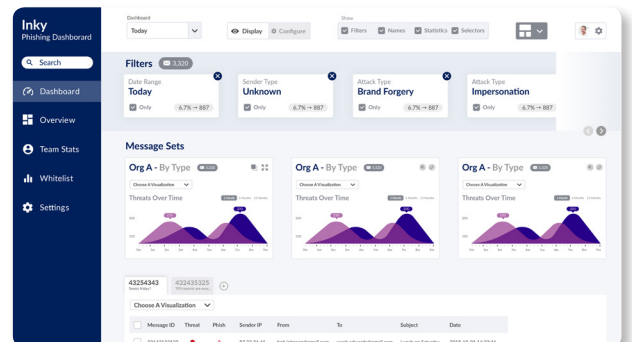 Inky
Phishing Dashborard
Search
Dashboard
Overview
Team Stats
Whitelist
Settings
Dashboard
Today
Display
Configure
Show
Filters
Names
Statistics
Selectors
Filters 3,320
Date Range
Today
Only 6.7% → 887
Sender Type
Unknown
Only 6.7% → 887
Attack Type
Brand Forgery
Only 6.7% → 887
Attack Type
Impersonation
Only 6.7% → 887
Message Sets
Org A - By Type
Choose A Visualization
Threats Over Time
Org A - By Type
Choose A Visualization
Threats Over Time
Org A - By Type
Choose A Visualization
Threats Over Time
43254343
432435325
Choose A Visualization
Message ID Threat Phish Sender IP From To Subject Date